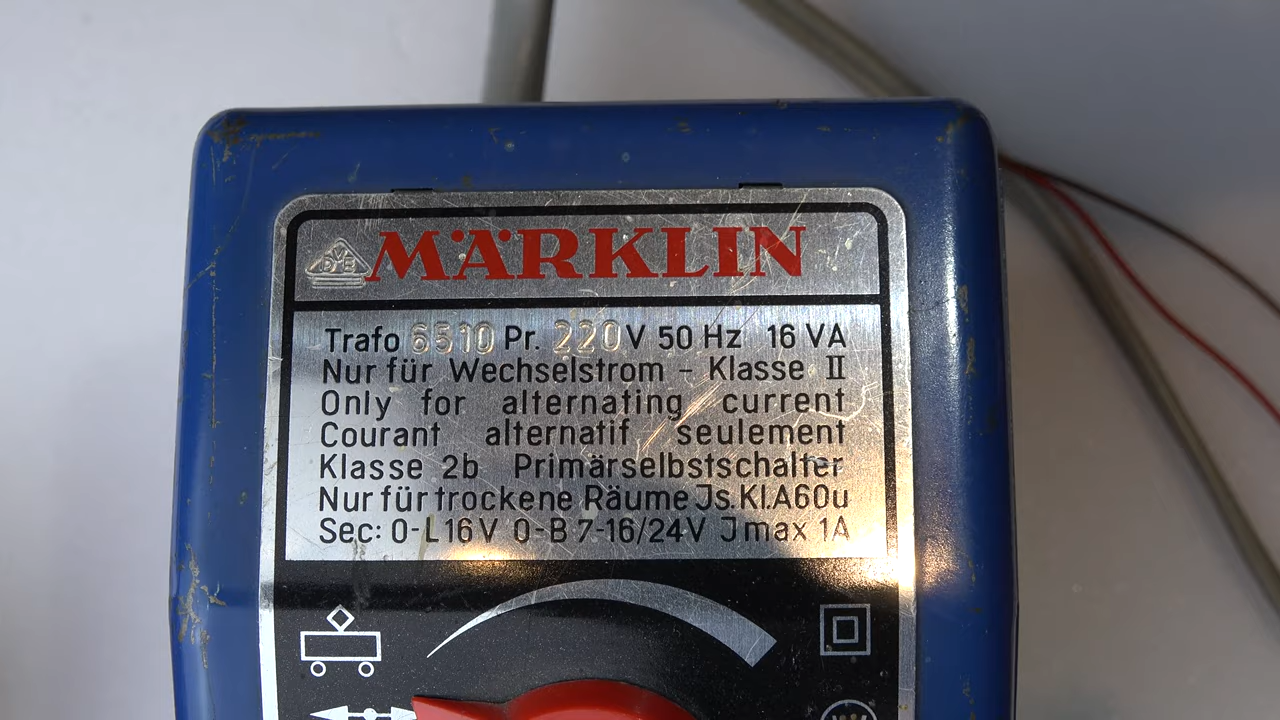 MÄRKLIN
Trafo 6510 Pr. 220V 50 Hz 16 VA
Nur für Wechselstrom - Klasse II
Only for alternating current
Courant alternatif seulement
Klasse 2b Primärselbstschalter
Nur für trockene Räume Js.Kl.A60u
Sec: 0-L16V 0-B 7-16/24V Jmax 1A